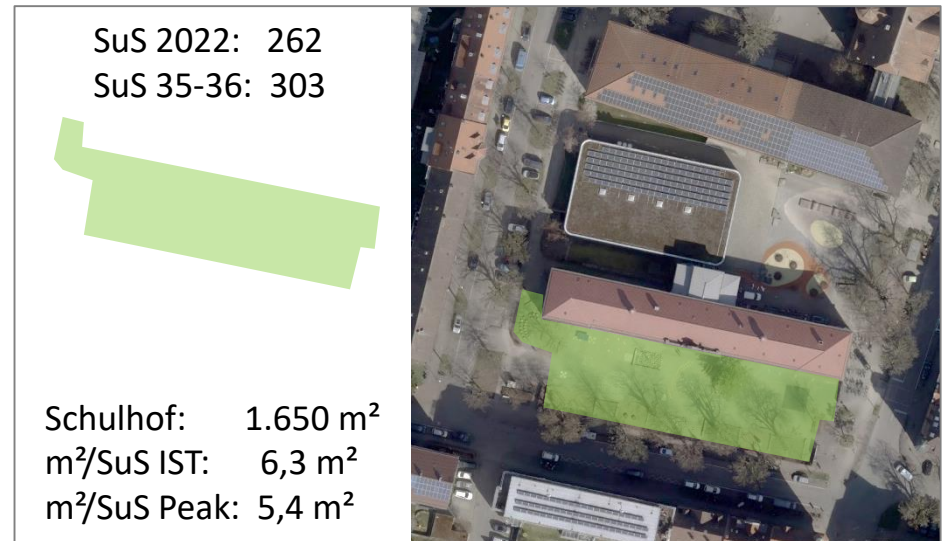 SuS 2022: 262
SuS 35-36: 303
Schulhof: 1.650 m²
m²/SuS IST: 6,3 m²
m²/SuS Peak: 5,4 m²